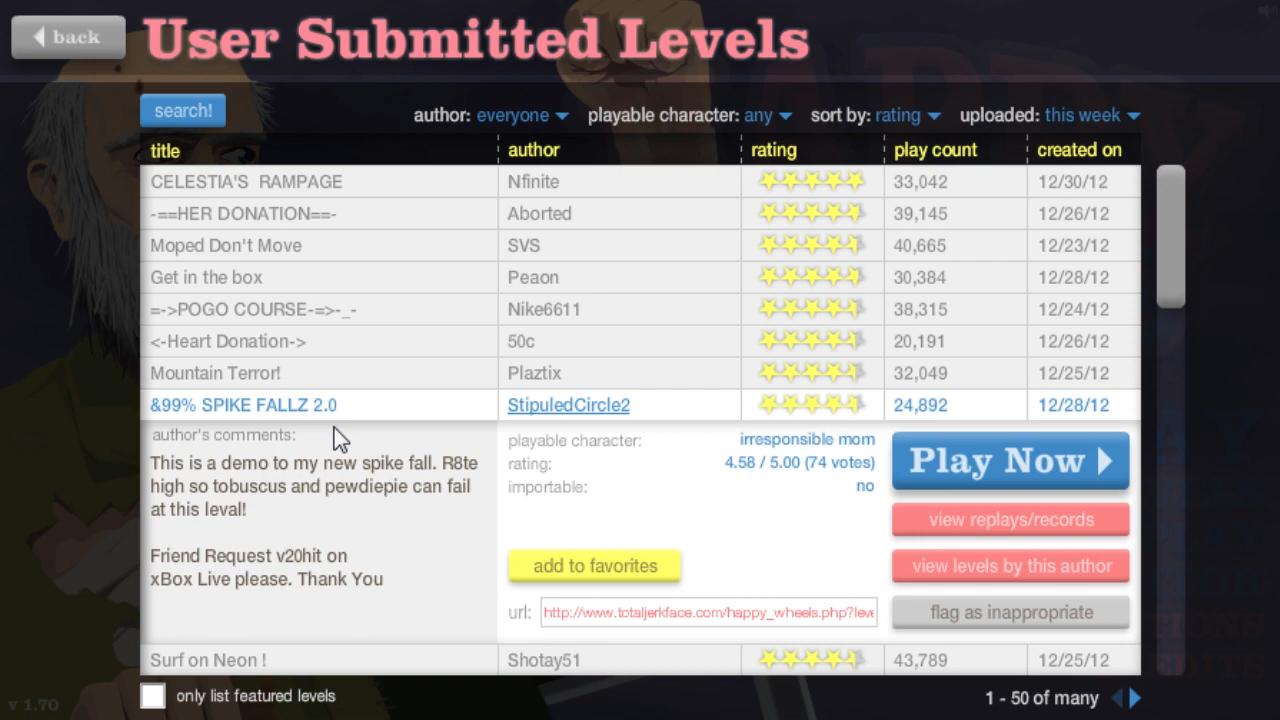 back
User Submitted Levels
search!
author: everyone playable character: any sort by: rating uploaded: this week
title author rating play count created on
CELESTIA'S RAMPAGE Nfinite 33,042 12/30/12
-==HER DONATION==- Aborted 39,145 12/26/12
Moped Don't Move SVS 40,665 12/23/12
Get in the box Peaon 30,384 12/28/12
=->POGO COURSE-=>-_- Nike6611 38,315 12/24/12
<-Heart Donation-> 50c 20,191 12/26/12
Mountain Terror! Plaztix 32,049 12/25/12
&99% SPIKE FALLZ 2.0 StipuledCircle2 24,892 12/28/12
author's comments:
This is a demo to my new spike fall. R8te
high so tobuscus and pewdiepie can fail
at this leval!
Friend Request v20hit on
xBox Live please. Thank You
playable character: irresponsible mom
rating: 4.58 / 5.00 (74 votes)
importable: no
add to favorites
url: http://www.totaljerkface.com/happy_wheels.php?leve
Play Now
view replays/records
view levels by this author
flag as inappropriate
Surf on Neon ! Shotay51 43,789 12/25/12
only list featured levels
1 - 50 of many
v 1.70